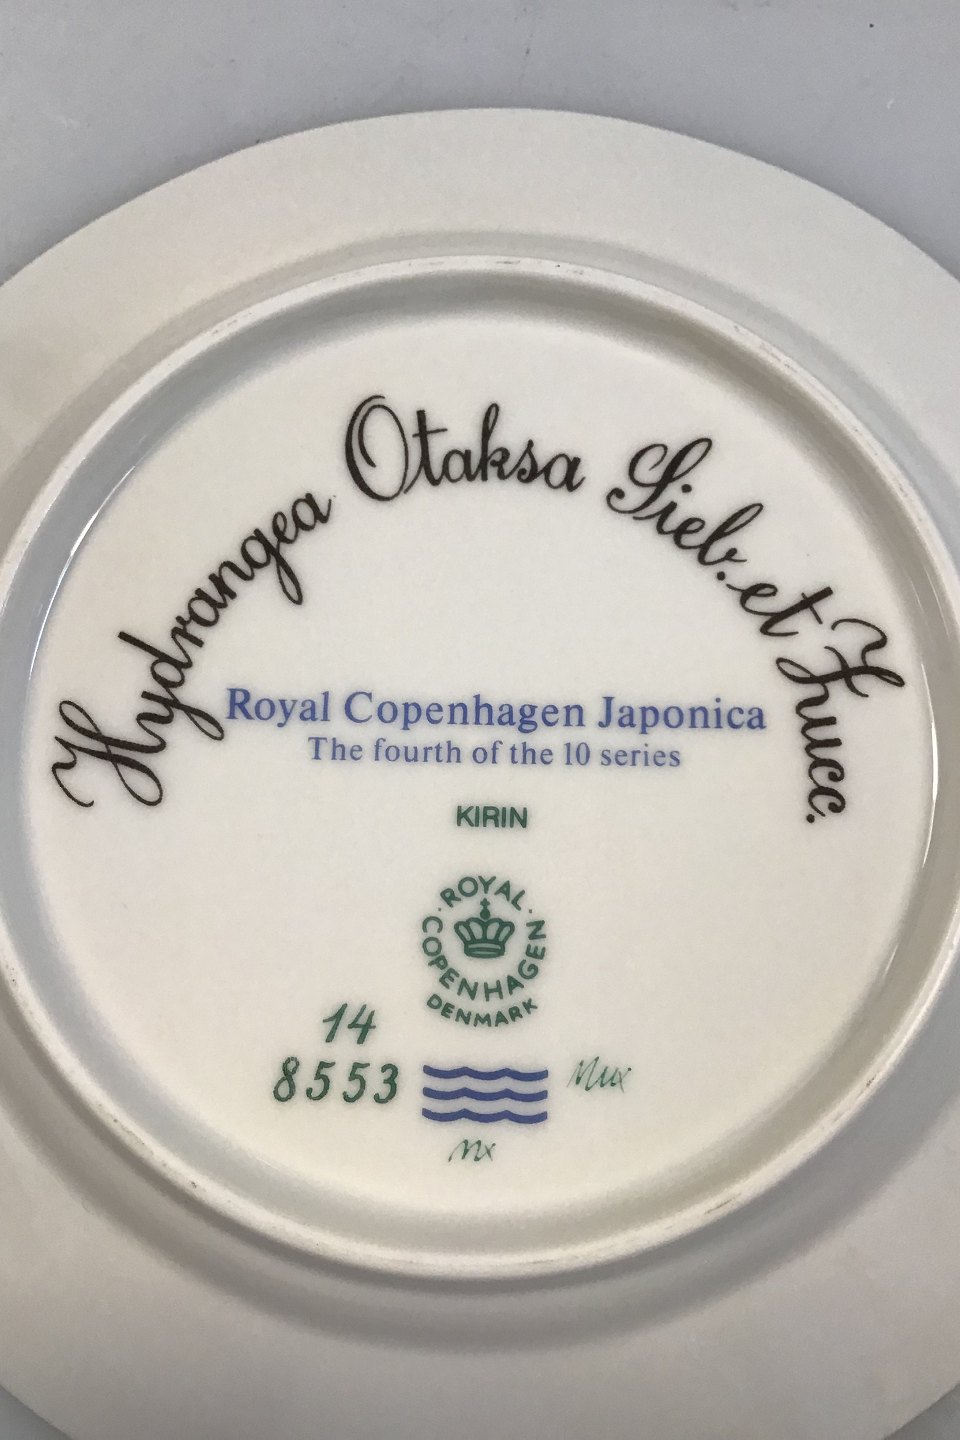 Hydrangea Otaksa Sieb. et Zucc.
Royal Copenhagen Japonica
The fourth of the 10 series
KIRIN
ROYAL
COPENHAGEN
DENMARK
14
8553